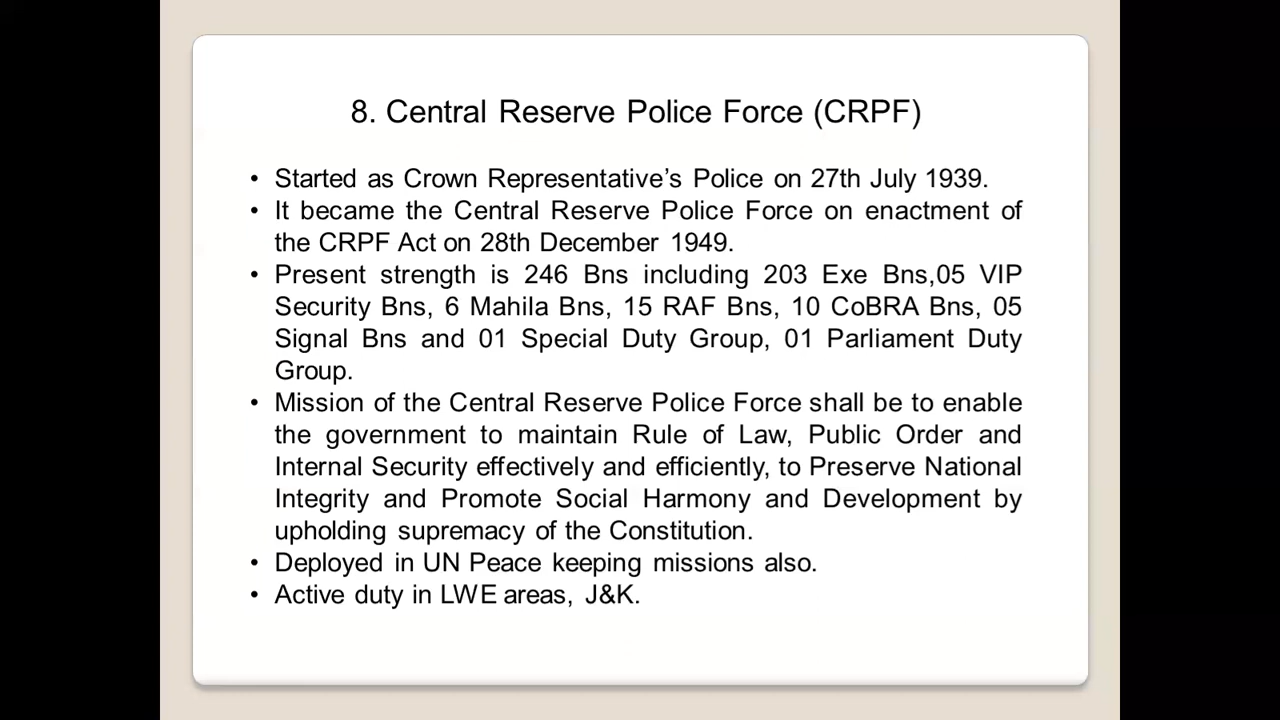 8. Central Reserve Police Force (CRPF)
• Started as Crown Representative’s Police on 27th July 1939.
• It became the Central Reserve Police Force on enactment of
the CRPF Act on 28th December 1949.
• Present strength is 246 Bns including 203 Exe Bns,05 VIP
Security Bns, 6 Mahila Bns, 15 RAF Bns, 10 CoBRA Bns, 05
Signal Bns and 01 Special Duty Group, 01 Parliament Duty
Group.
• Mission of the Central Reserve Police Force shall be to enable
the government to maintain Rule of Law, Public Order and
Internal Security effectively and efficiently, to Preserve National
Integrity and Promote Social Harmony and Development by
upholding supremacy of the Constitution.
• Deployed in UN Peace keeping missions also.
• Active duty in LWE areas, J&K.